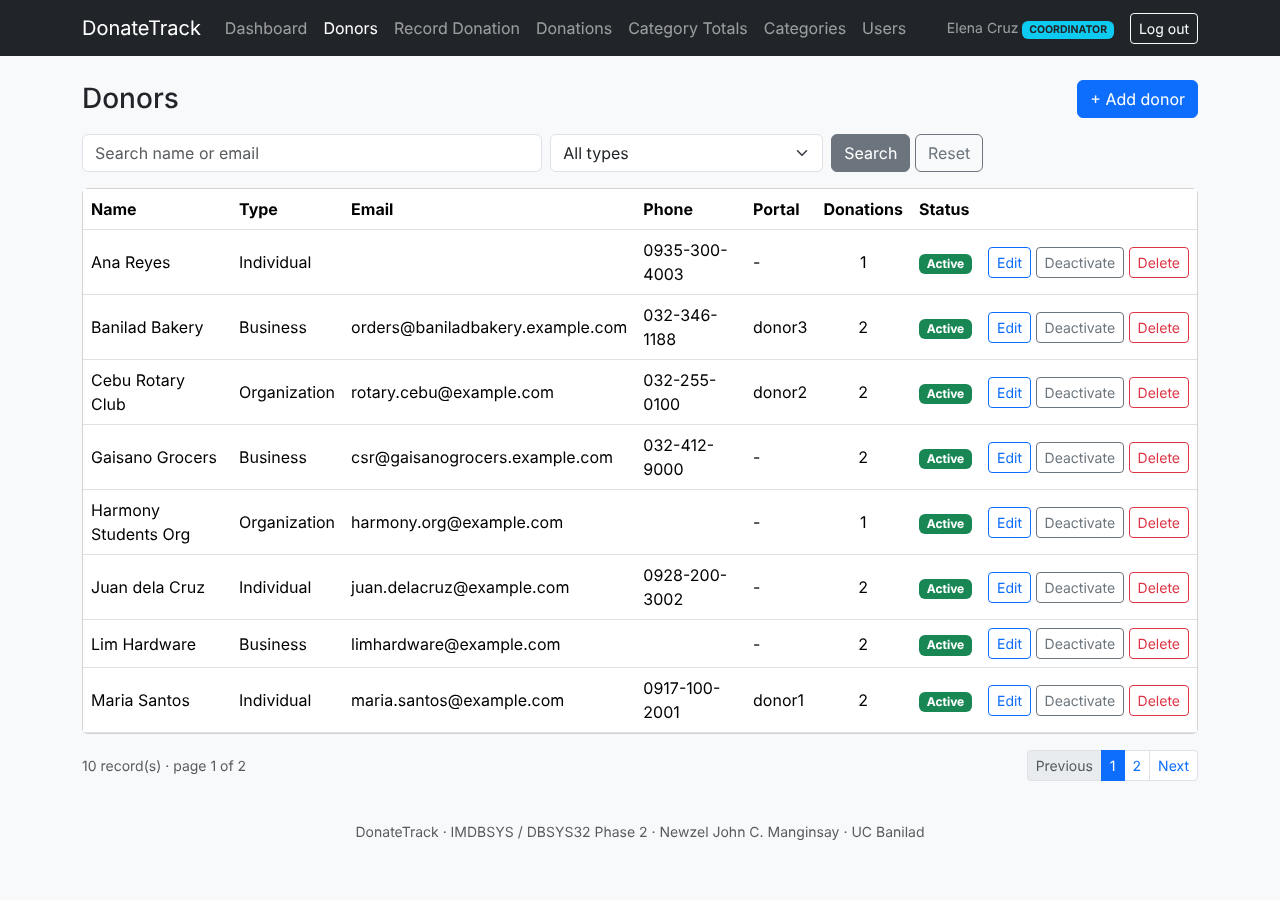 DonateTrack Dashboard Donors Record Donation Donations Category Totals Categories Users Elena Cruz COORDINATOR Log out
Donors + Add donor
Search name or email All types Search Reset
Name Type Email Phone Portal Donations Status
Ana Reyes Individual 0935-300-4003 - 1 Active Edit Deactivate Delete
Banilad Bakery Business orders@baniladbakery.example.com 032-346-1188 donor3 2 Active Edit Deactivate Delete
Cebu Rotary Club Organization rotary.cebu@example.com 032-255-0100 donor2 2 Active Edit Deactivate Delete
Gaisano Grocers Business csr@gaisanogrocers.example.com 032-412-9000 - 2 Active Edit Deactivate Delete
Harmony Students Org Organization harmony.org@example.com - 1 Active Edit Deactivate Delete
Juan dela Cruz Individual juan.delacruz@example.com 0928-200-3002 - 2 Active Edit Deactivate Delete
Lim Hardware Business limhardware@example.com - 2 Active Edit Deactivate Delete
Maria Santos Individual maria.santos@example.com 0917-100-2001 donor1 2 Active Edit Deactivate Delete
10 record(s) · page 1 of 2 Previous 1 2 Next
DonateTrack · IMDBSYS / DBSYS32 Phase 2 · Newzel John C. Manginsay · UC Banilad